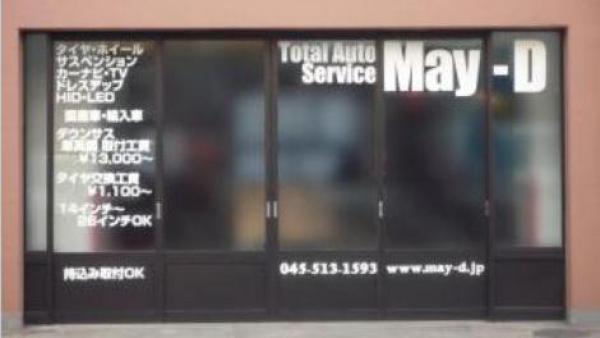 タイヤ・ホイール
サスペンション
カーナビ・TV
ドレスアップ
HID・LED
国産車・輸入車
ダウンサス
車高調 取付工賃
¥13,000~
タイヤ交換工賃
¥1,100~
14インチ~
26インチOK
持込み取付OK
Total Auto
Service
May-D
045-513-1593
www.may-d.jp